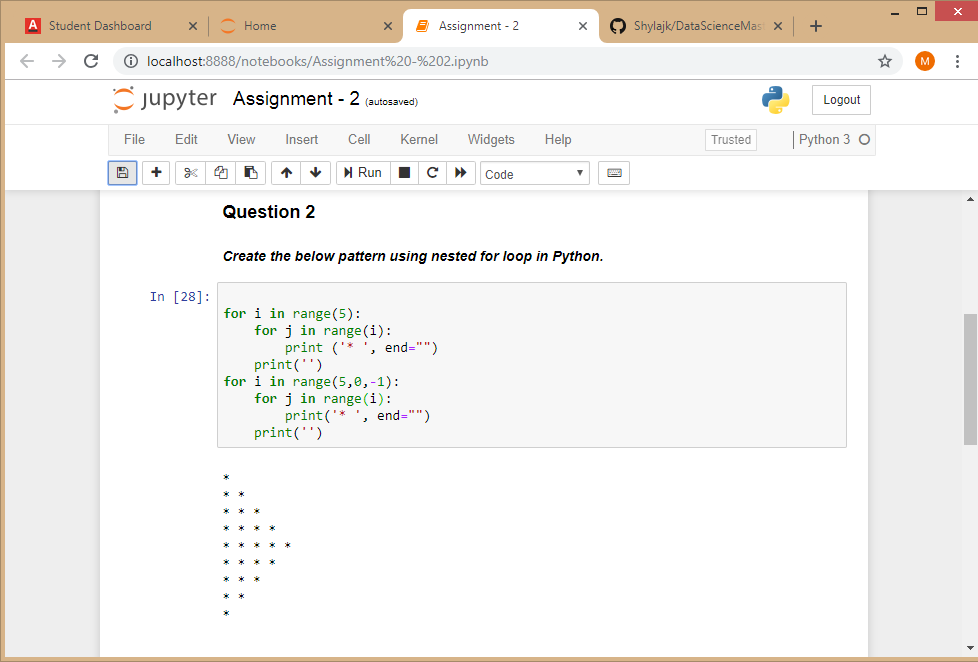 A Student Dashboard
Home
Assignment - 2
Shylajk/DataScienceMas
localhost:8888/notebooks/Assignment%20-%202.ipynb
M
jupyter Assignment - 2 (autosaved)
Logout
File Edit View Insert Cell Kernel Widgets Help
Trusted
Python 3
Run
Code
Question 2
Create the below pattern using nested for loop in Python.
In [28]:
for i in range(5):
    for j in range(i):
        print ('* ', end="")
    print('')
for i in range(5,0,-1):
    for j in range(i):
        print('* ', end="")
    print('')
*
* *
* * *
* * * *
* * * * *
* * * *
* * *
* *
*